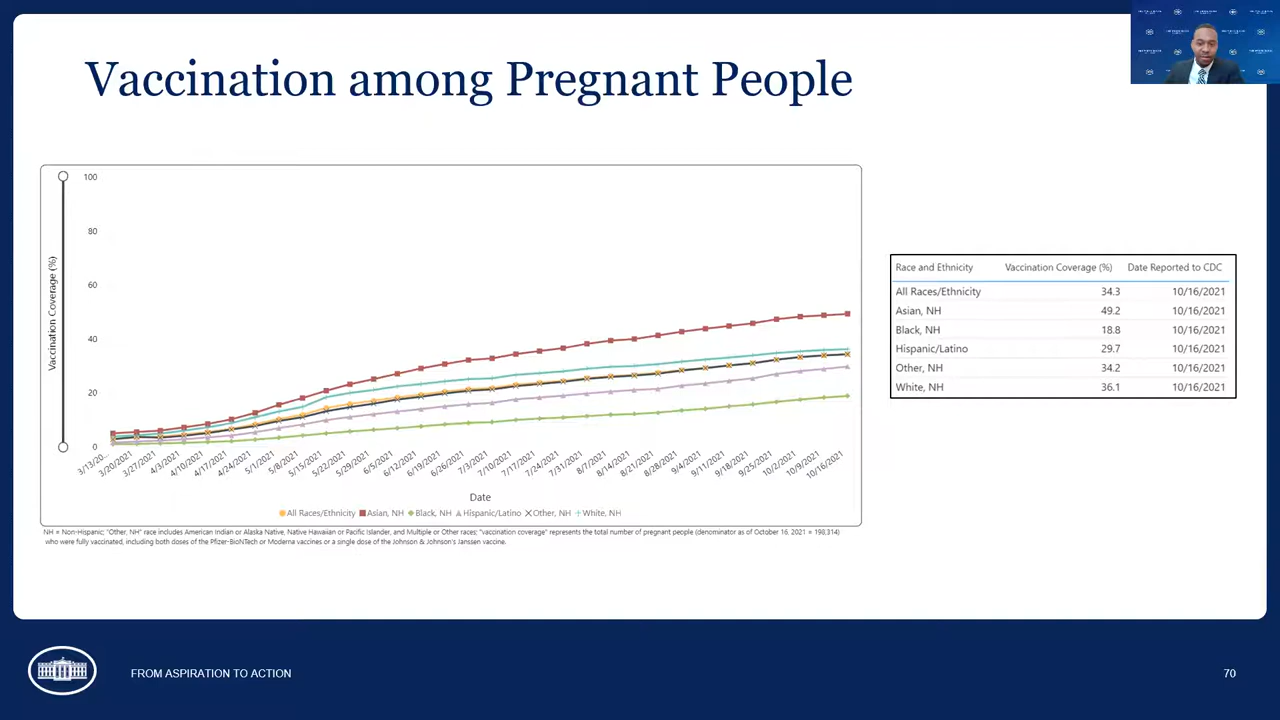 Vaccination among Pregnant People
100
80
60
40
20
0
Vaccination Coverage (%)
3/13/20...
3/20/2021
3/27/2021
4/3/2021
4/10/2021
4/17/2021
4/24/2021
5/1/2021
5/8/2021
5/15/2021
5/22/2021
5/29/2021
6/5/2021
6/12/2021
6/19/2021
6/26/2021
7/3/2021
7/10/2021
7/17/2021
7/24/2021
7/31/2021
8/7/2021
8/14/2021
8/21/2021
8/28/2021
9/4/2021
9/11/2021
9/18/2021
9/25/2021
10/2/2021
10/9/2021
10/16/2021
Date
All Races/Ethnicity Asian, NH Black, NH Hispanic/Latino Other, NH White, NH
NH = Non-Hispanic; "Other, NH" race includes American Indian or Alaska Native, Native Hawaiian or Pacific Islander, and Multiple or Other races; "vaccination coverage" represents the total number of pregnant people (denominator as of October 16, 2021 = 198,314)
who were fully vaccinated, including both doses of the Pfizer-BioNTech or Moderna vaccines or a single dose of the Johnson & Johnson's Janssen vaccine.
Race and Ethnicity Vaccination Coverage (%) Date Reported to CDC
All Races/Ethnicity 34.3 10/16/2021
Asian, NH 49.2 10/16/2021
Black, NH 18.8 10/16/2021
Hispanic/Latino 29.7 10/16/2021
Other, NH 34.2 10/16/2021
White, NH 36.1 10/16/2021
FROM ASPIRATION TO ACTION
70